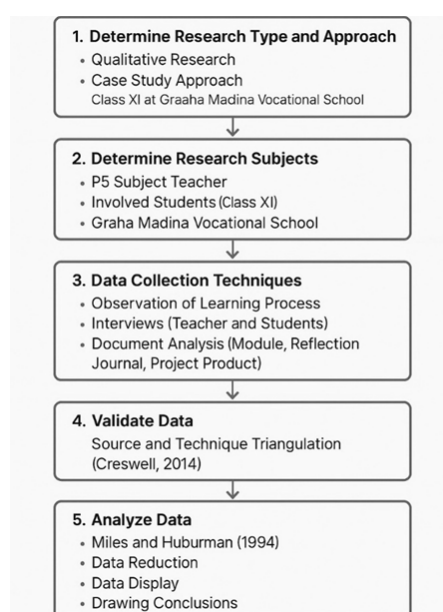 1. Determine Research Type and Approach
• Qualitative Research
• Case Study Approach
Class XI at Graaha Madina Vocational School
2. Determine Research Subjects
• P5 Subject Teacher
• Involved Students (Class XI)
• Graha Madina Vocational School
3. Data Collection Techniques
• Observation of Learning Process
• Interviews (Teacher and Students)
• Document Analysis (Module, Reflection
Journal, Project Product)
4. Validate Data
Source and Technique Triangulation
(Creswell, 2014)
5. Analyze Data
• Miles and Huburman (1994)
• Data Reduction
• Data Display
• Drawing Conclusions